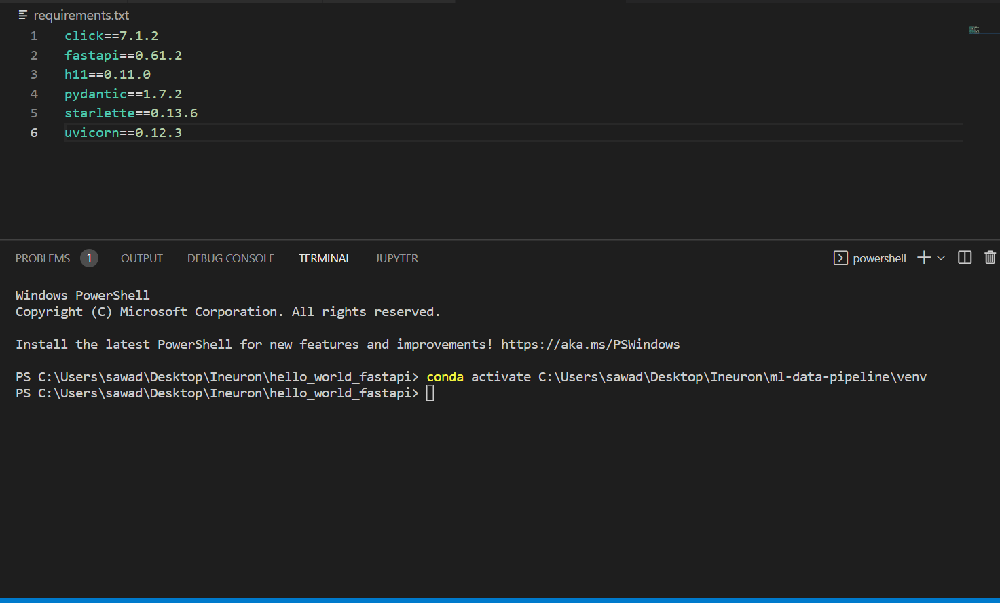 requirements.txt
1 click==7.1.2
2 fastapi==0.61.2
3 h11==0.11.0
4 pydantic==1.7.2
5 starlette==0.13.6
6 uvicorn==0.12.3
PROBLEMS 1 OUTPUT DEBUG CONSOLE TERMINAL JUPYTER powershell
Windows PowerShell
Copyright (C) Microsoft Corporation. All rights reserved.
Install the latest PowerShell for new features and improvements! https://aka.ms/PSWindows
PS C:\Users\sawad\Desktop\Ineuron\hello_world_fastapi> conda activate C:\Users\sawad\Desktop\Ineuron\ml-data-pipeline\venv
PS C:\Users\sawad\Desktop\Ineuron\hello_world_fastapi>